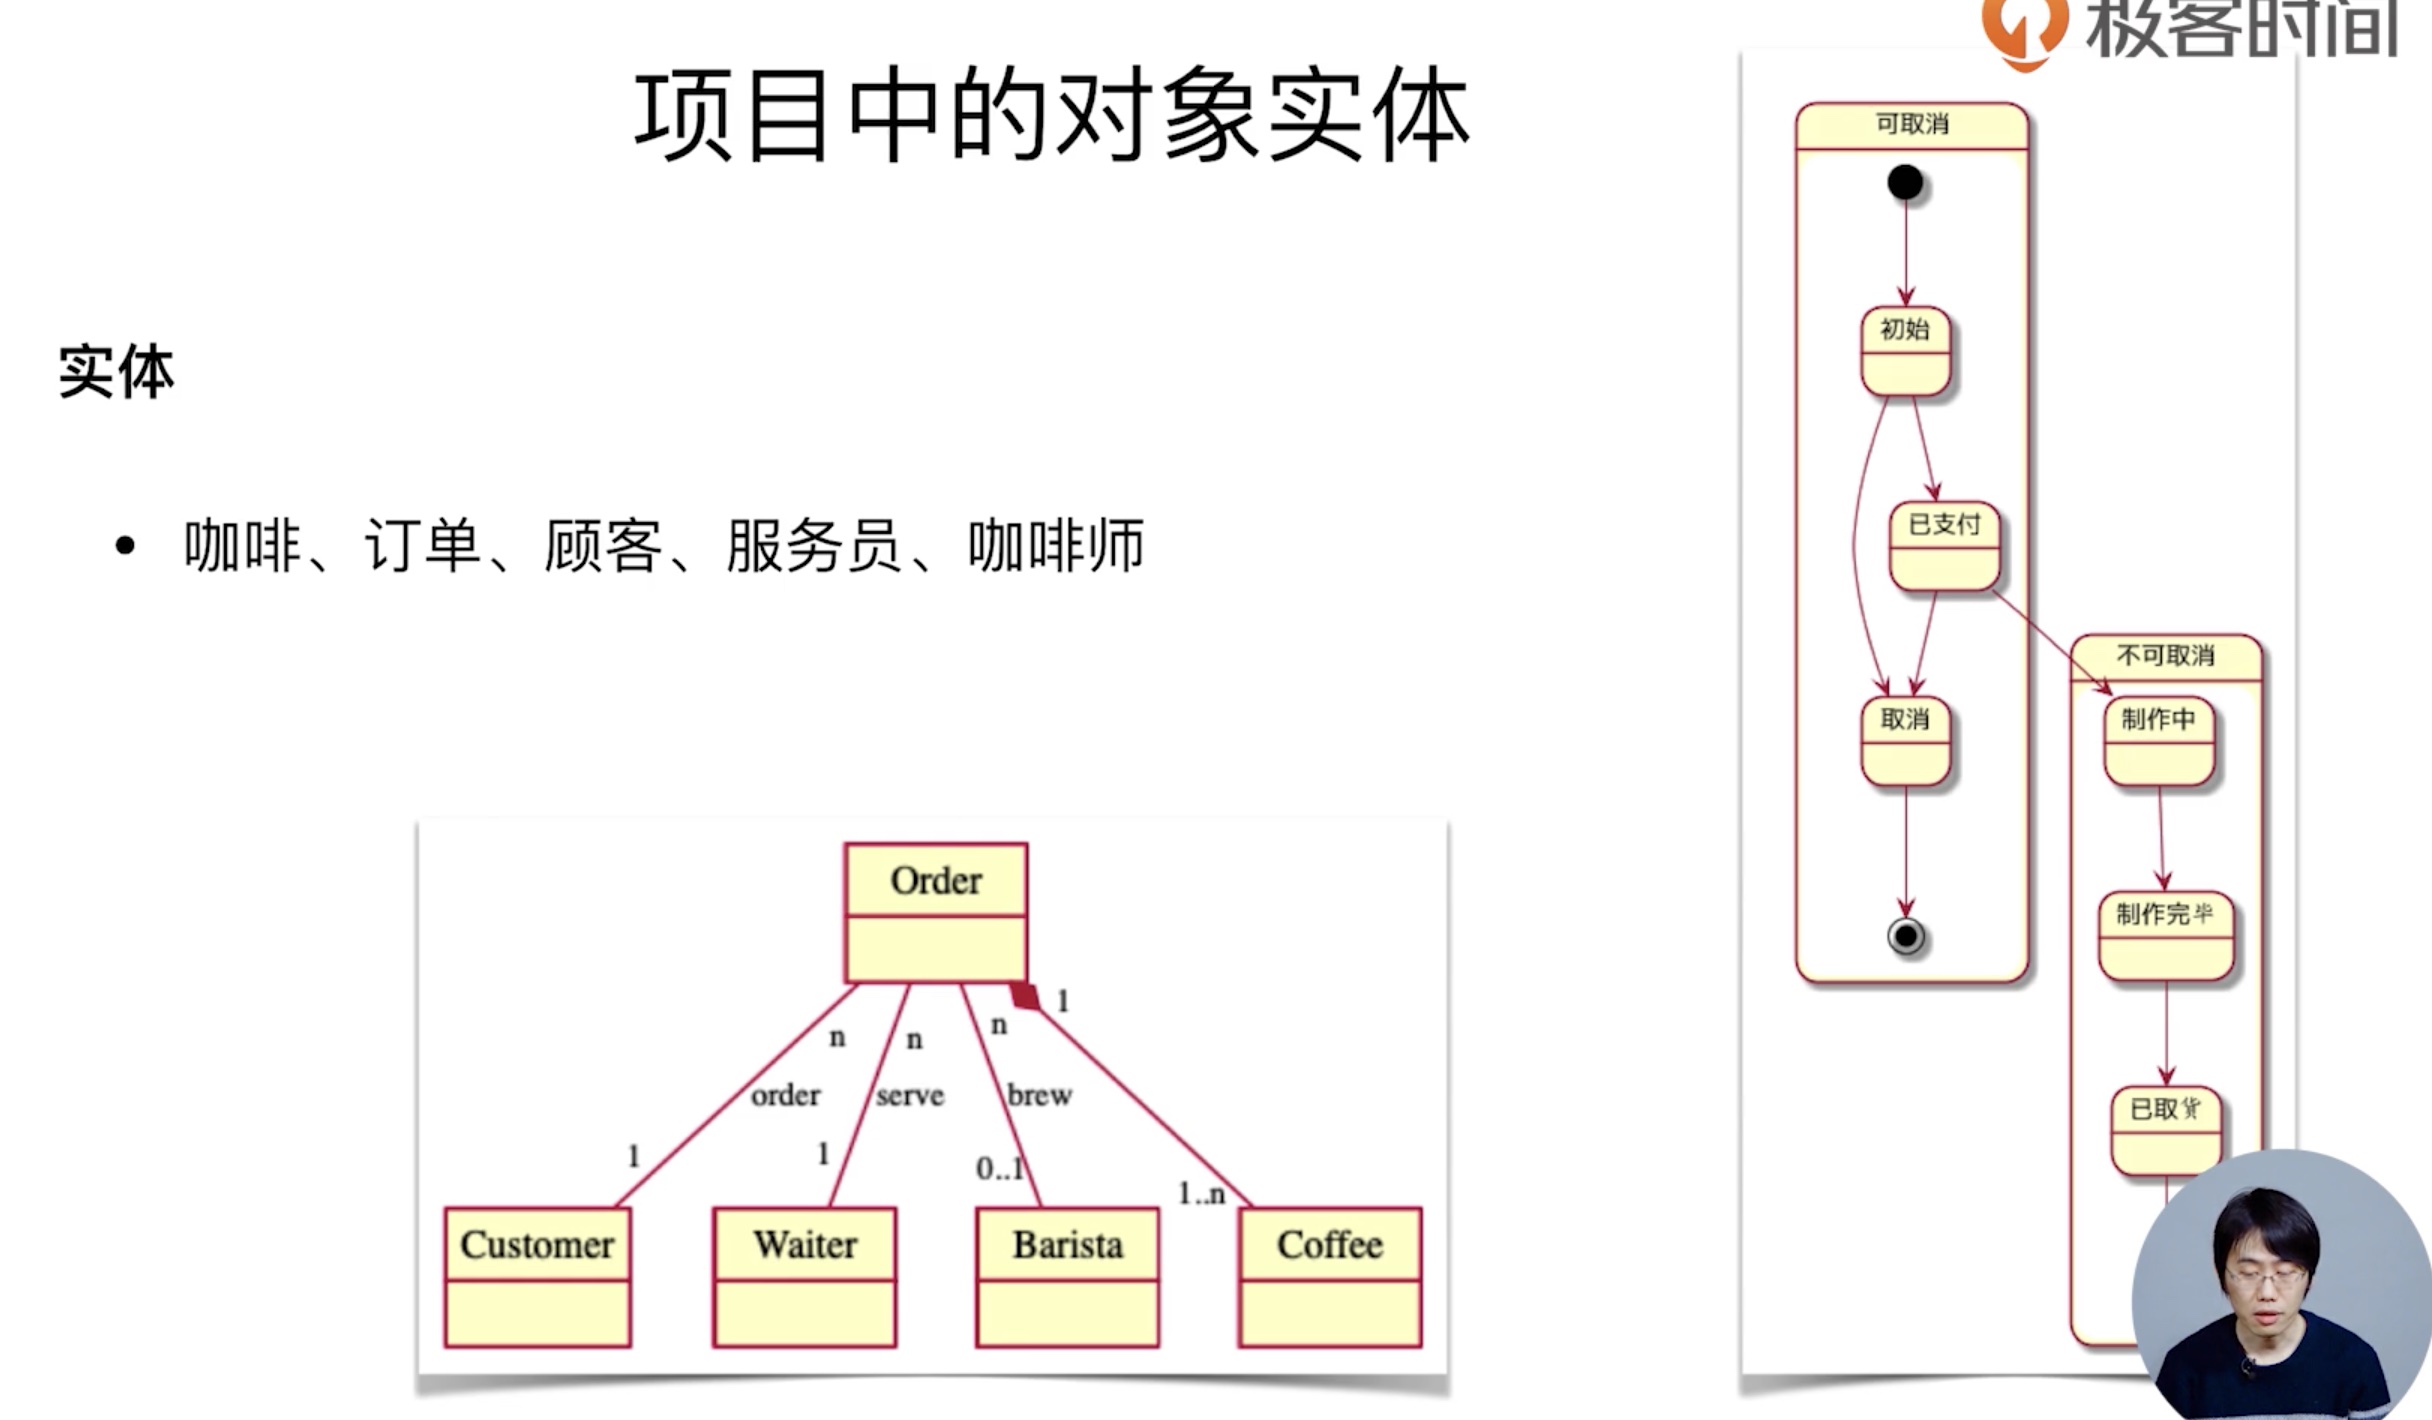 极客时间
项目中的对象实体
实体
• 咖啡、订单、顾客、服务员、咖啡师
Order
n
n
n
1
order
serve
brew
1
1
0..1
1..n
Customer
Waiter
Barista
Coffee
可取消
初始
已支付
取消
不可取消
制作中
制作完毕
已取货